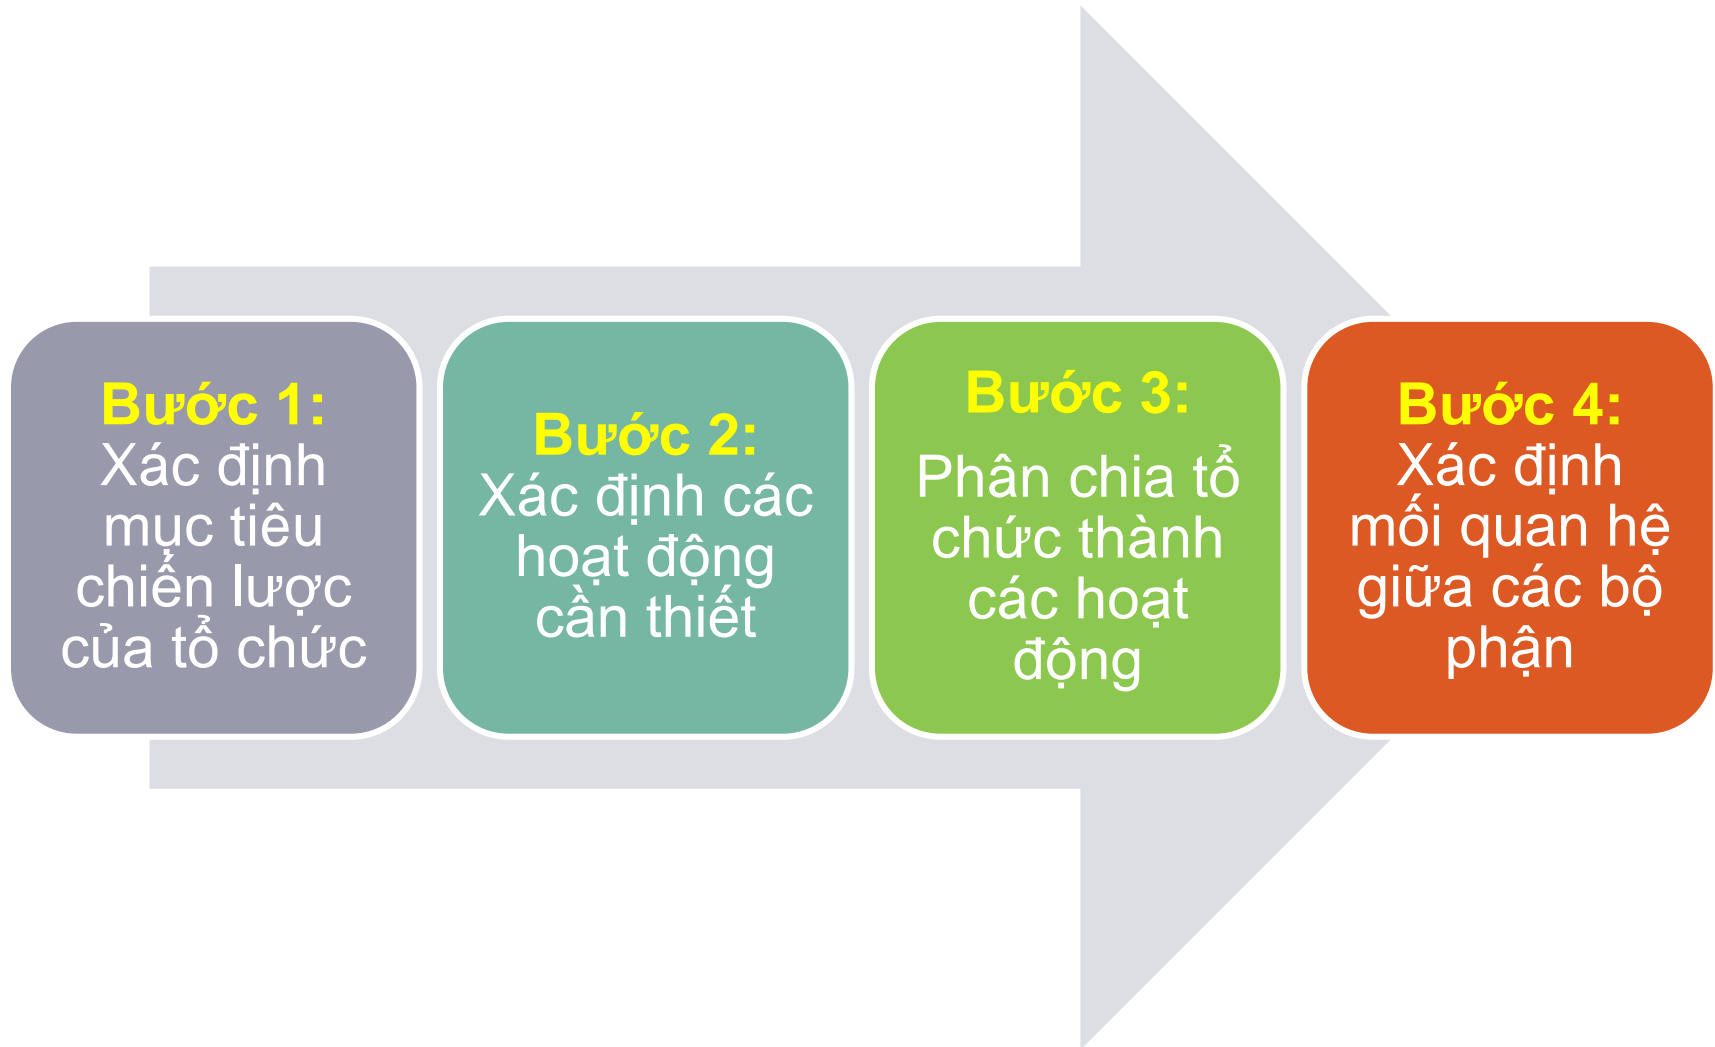 Bước 1:
Xác định
mục tiêu
chiến lược
của tổ chức
Bước 2:
Xác định các
hoạt động
cần thiết
Bước 3:
Phân chia tổ
chức thành
các hoạt
động
Bước 4:
Xác định
mối quan hệ
giữa các bộ
phận